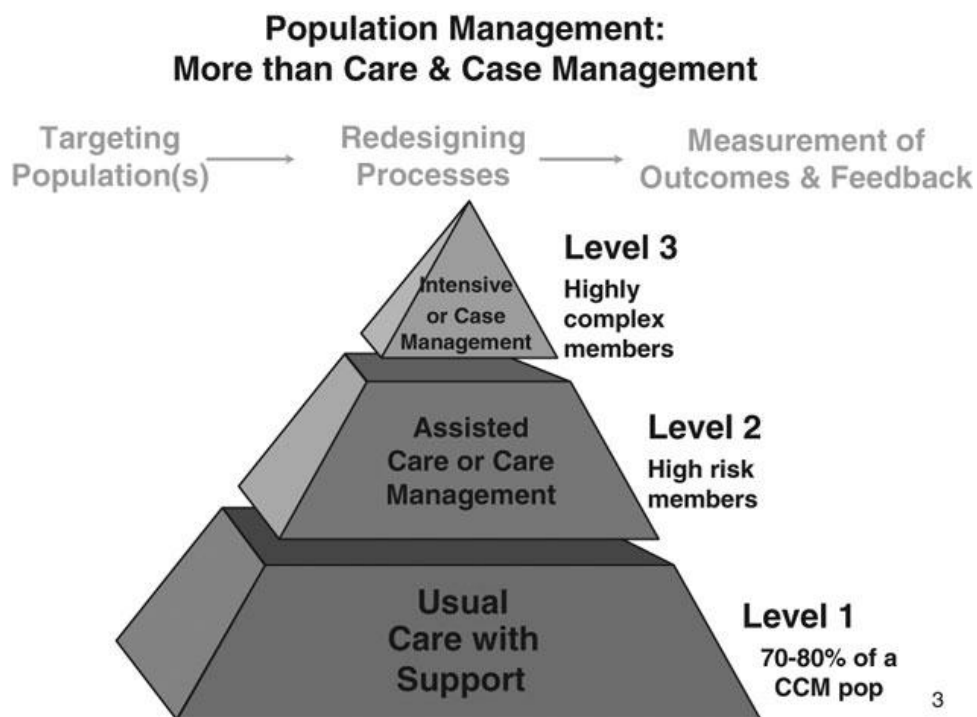 Population Management:
More than Care & Case Management
Targeting
Population(s)
Redesigning
Processes
Measurement of
Outcomes & Feedback
Intensive
or Case
Management
Level 3
Highly
complex
members
Assisted
Care or Care
Management
Level 2
High risk
members
Usual
Care with
Support
Level 1
70-80% of a
CCM pop
3